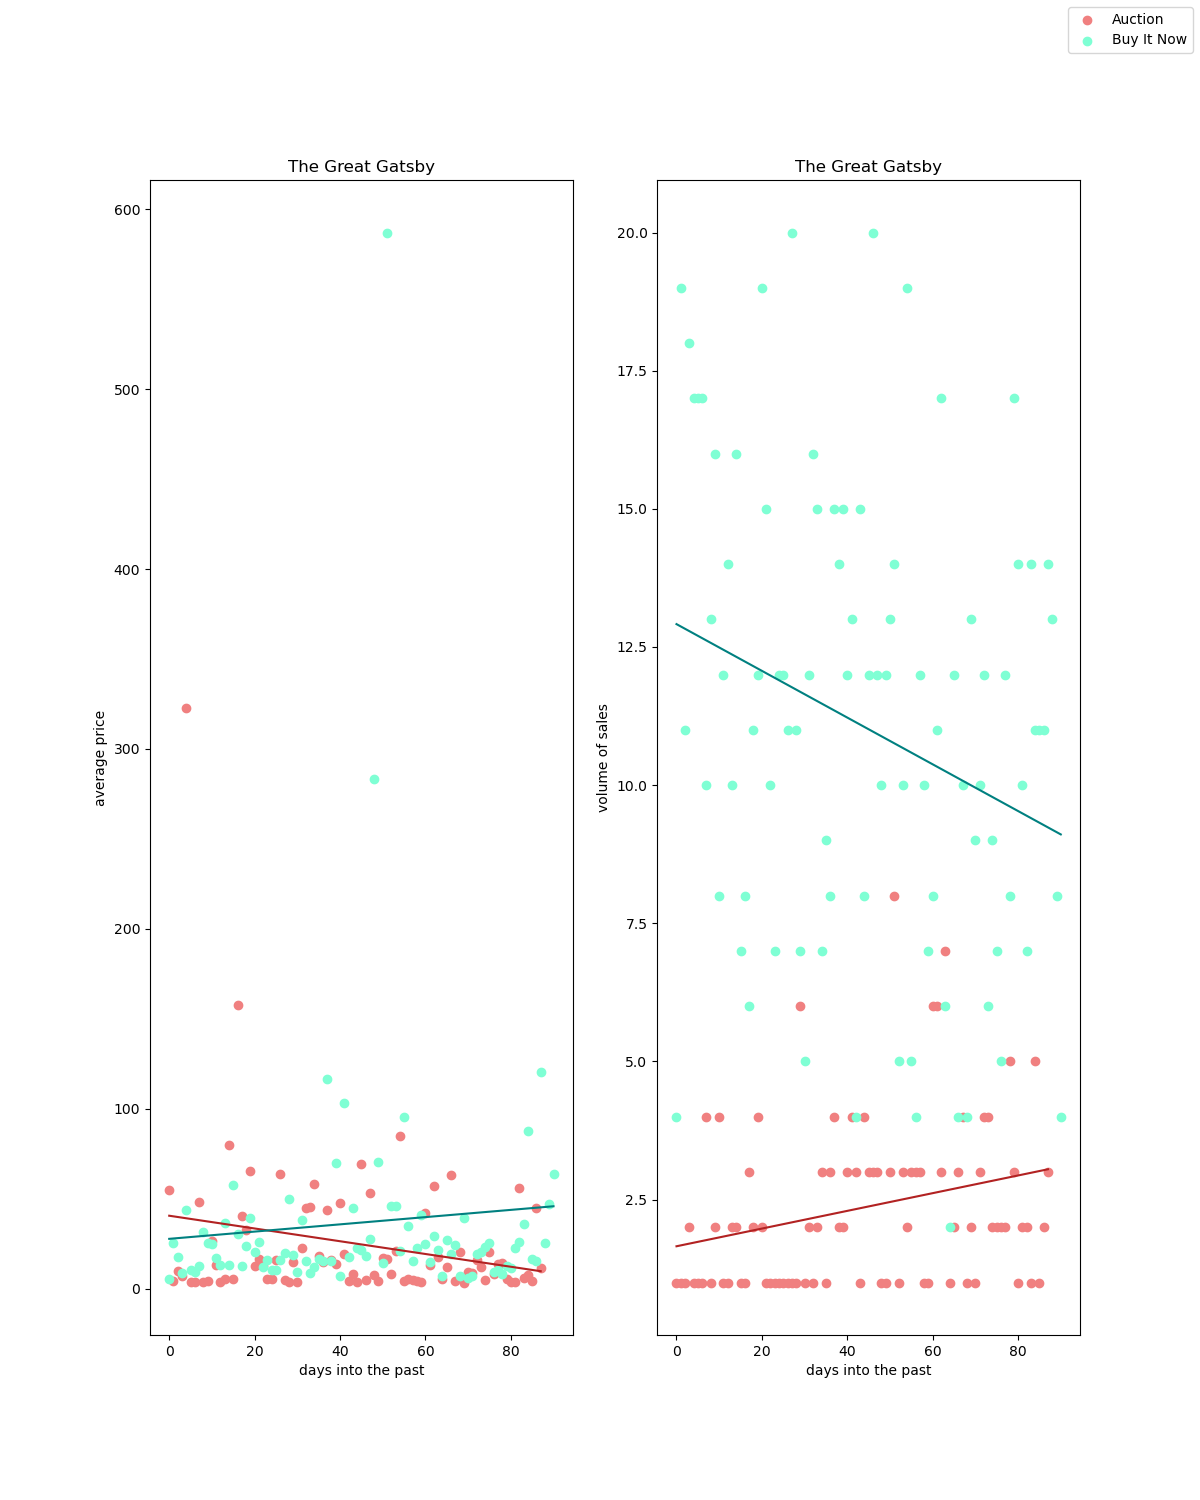 Auction
Buy It Now
The Great Gatsby
600
500
400
300
200
100
0
average price
0 20 40 60 80
days into the past
The Great Gatsby
20.0
17.5
15.0
12.5
10.0
7.5
5.0
2.5
volume of sales
0 20 40 60 80
days into the past